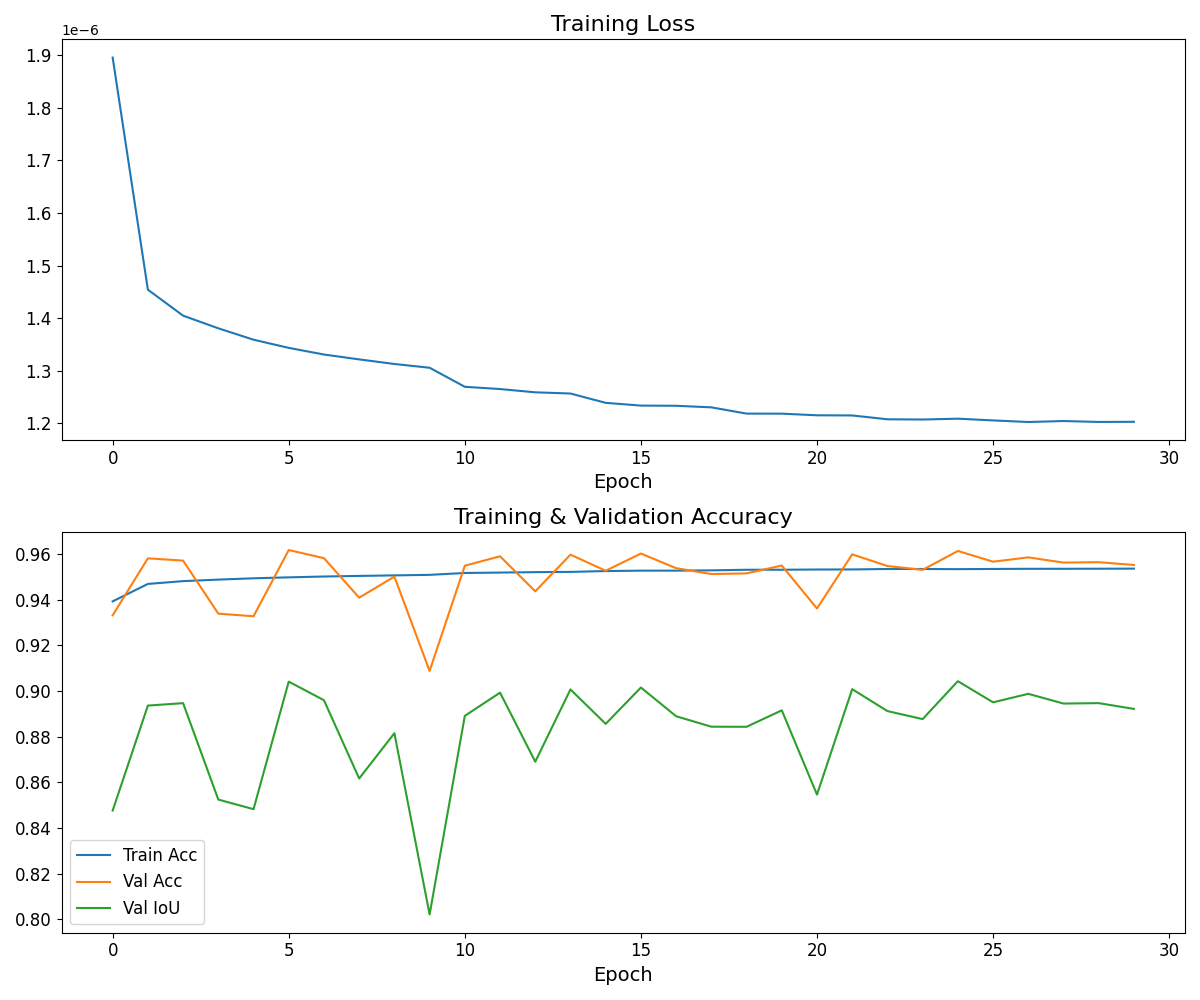 Training Loss
1e−6
1.9
1.8
1.7
1.6
1.5
1.4
1.3
1.2
0 5 10 15 20 25 30
Epoch
Training & Validation Accuracy
0.96
0.94
0.92
0.90
0.88
0.86
0.84
0.82
0.80
Train Acc
Val Acc
Val IoU
0 5 10 15 20 25 30
Epoch